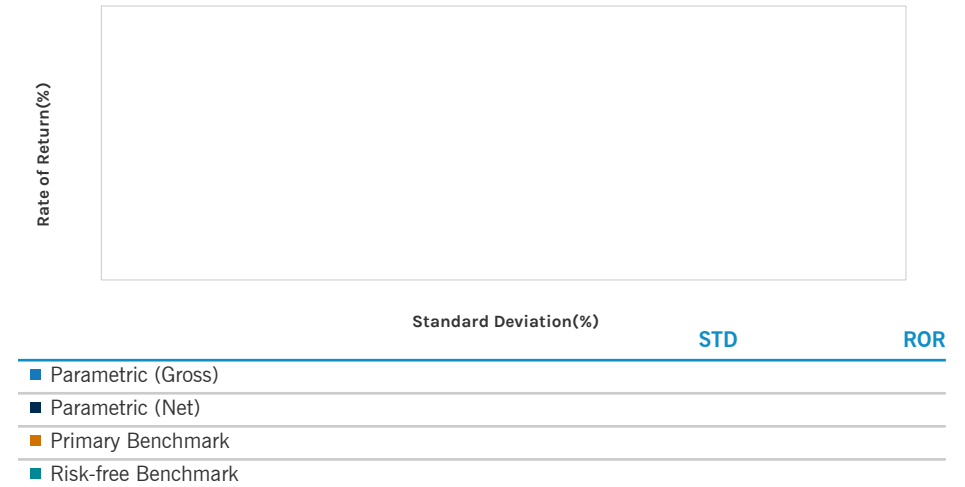 Rate of Return(%)
Standard Deviation(%)
STD ROR
Parametric (Gross)
Parametric (Net)
Primary Benchmark
Risk-free Benchmark